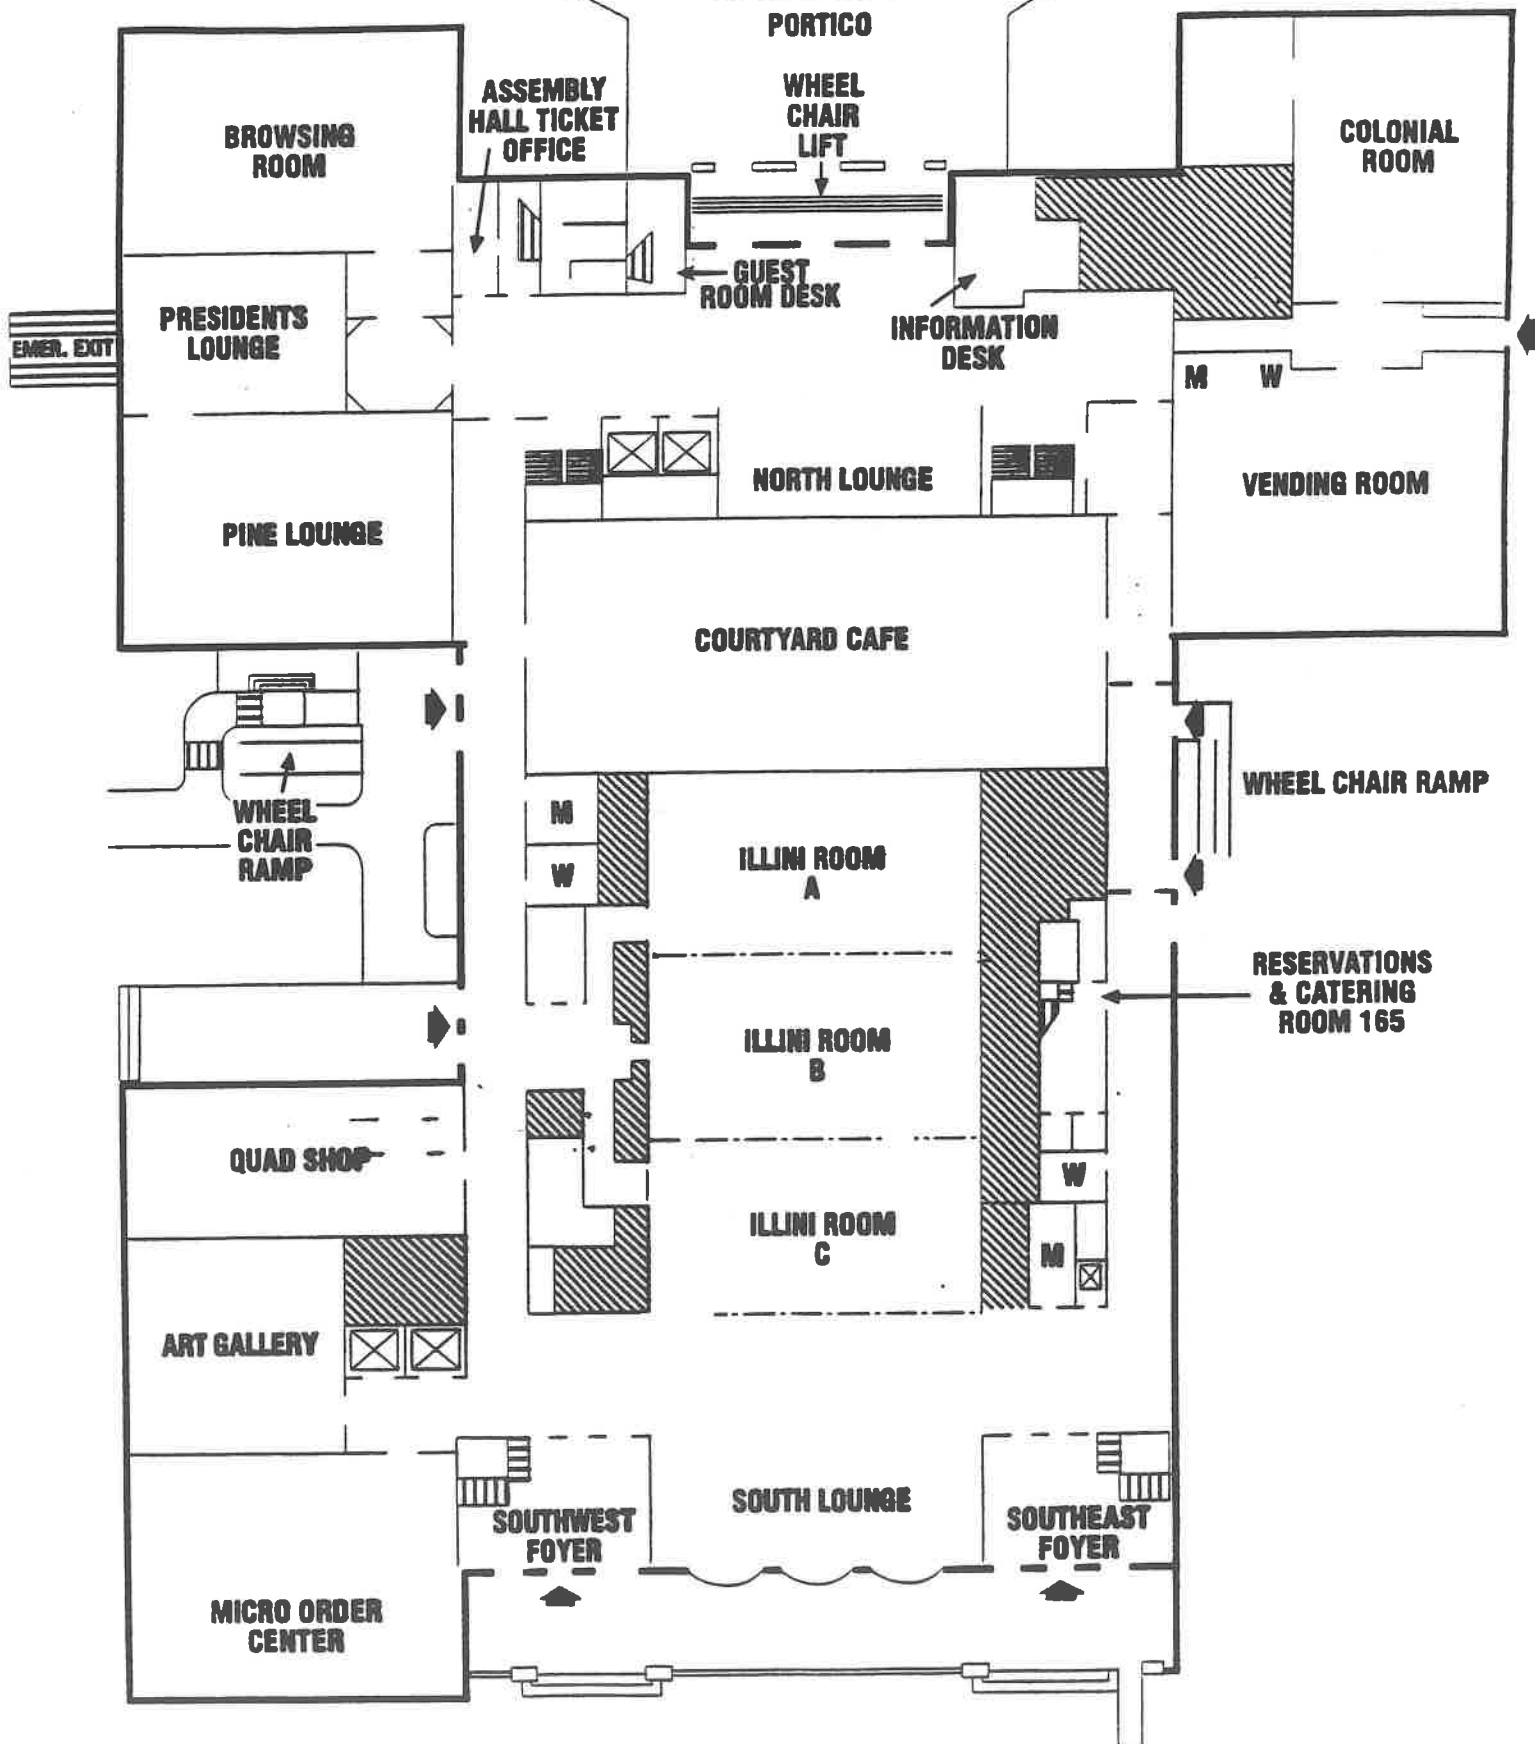 PORTICO
WHEEL
CHAIR
LIFT
ASSEMBLY
HALL TICKET
OFFICE
BROWSING
ROOM
COLONIAL
ROOM
GUEST
ROOM DESK
PRESIDENTS
LOUNGE
EMER. EXIT
INFORMATION
DESK
M W
NORTH LOUNGE
VENDING ROOM
PINE LOUNGE
COURTYARD CAFE
WHEEL CHAIR RAMP
WHEEL
CHAIR
RAMP
M
W
ILLINI ROOM
A
RESERVATIONS
& CATERING
ROOM 165
ILLINI ROOM
B
QUAD SHOP
W
ILLINI ROOM
C
M
ART GALLERY
SOUTH LOUNGE
SOUTHWEST
FOYER
SOUTHEAST
FOYER
MICRO ORDER
CENTER